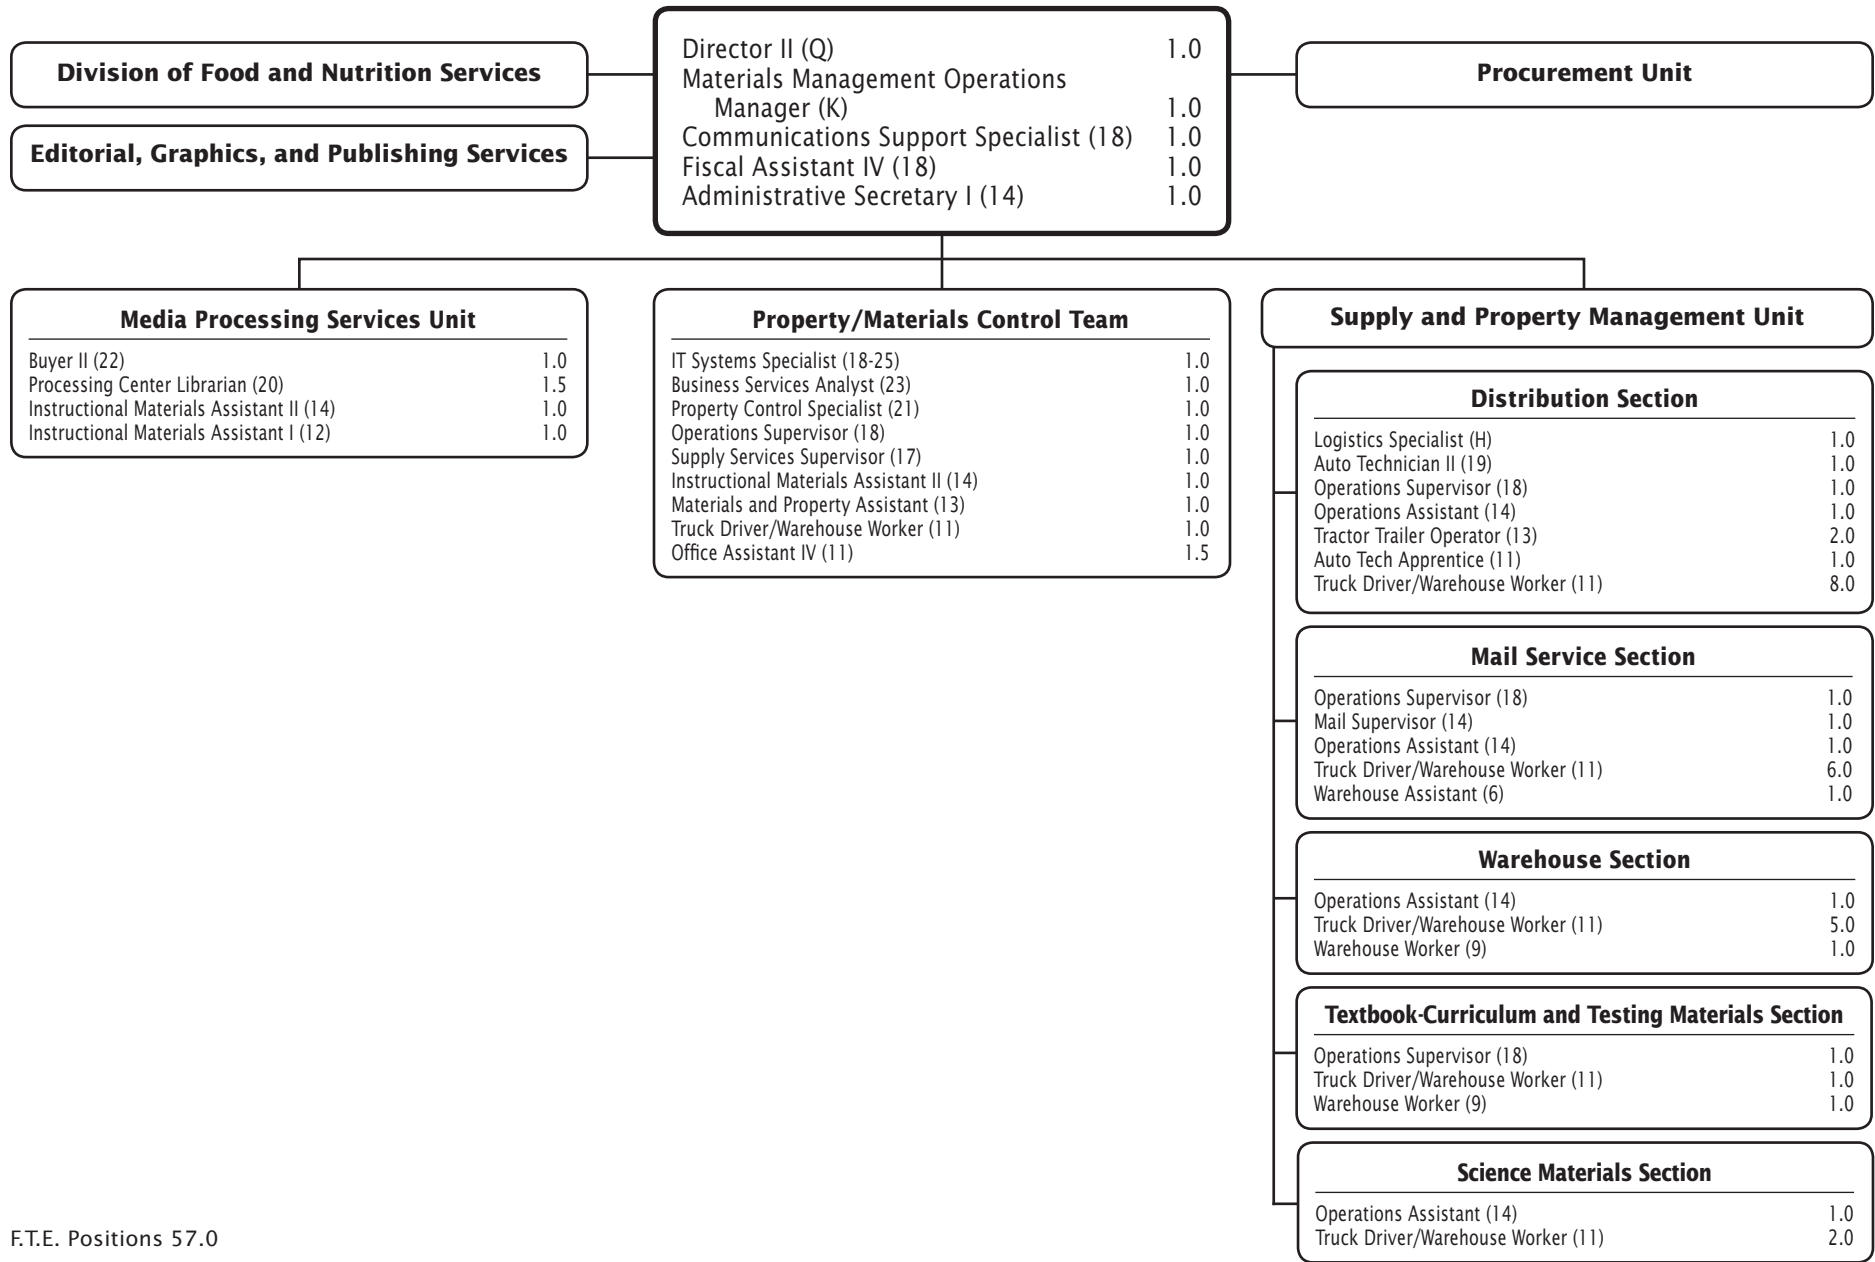 Division of Food and Nutrition Services
Editorial, Graphics, and Publishing Services
Director II (Q) 1.0
Materials Management Operations
Manager (K) 1.0
Communications Support Specialist (18) 1.0
Fiscal Assistant IV (18) 1.0
Administrative Secretary I (14) 1.0
Procurement Unit
Media Processing Services Unit
Buyer II (22) 1.0
Processing Center Librarian (20) 1.5
Instructional Materials Assistant II (14) 1.0
Instructional Materials Assistant I (12) 1.0
Property/Materials Control Team
IT Systems Specialist (18-25) 1.0
Business Services Analyst (23) 1.0
Property Control Specialist (21) 1.0
Operations Supervisor (18) 1.0
Supply Services Supervisor (17) 1.0
Instructional Materials Assistant II (14) 1.0
Materials and Property Assistant (13) 1.0
Truck Driver/Warehouse Worker (11) 1.0
Office Assistant IV (11) 1.5
Supply and Property Management Unit
Distribution Section
Logistics Specialist (H) 1.0
Auto Technician II (19) 1.0
Operations Supervisor (18) 1.0
Operations Assistant (14) 1.0
Tractor Trailer Operator (13) 2.0
Auto Tech Apprentice (11) 1.0
Truck Driver/Warehouse Worker (11) 8.0
Mail Service Section
Operations Supervisor (18) 1.0
Mail Supervisor (14) 1.0
Operations Assistant (14) 1.0
Truck Driver/Warehouse Worker (11) 6.0
Warehouse Assistant (6) 1.0
Warehouse Section
Operations Assistant (14) 1.0
Truck Driver/Warehouse Worker (11) 5.0
Warehouse Worker (9) 1.0
Textbook-Curriculum and Testing Materials Section
Operations Supervisor (18) 1.0
Truck Driver/Warehouse Worker (11) 1.0
Warehouse Worker (9) 1.0
Science Materials Section
Operations Assistant (14) 1.0
Truck Driver/Warehouse Worker (11) 2.0
F.T.E. Positions 57.0